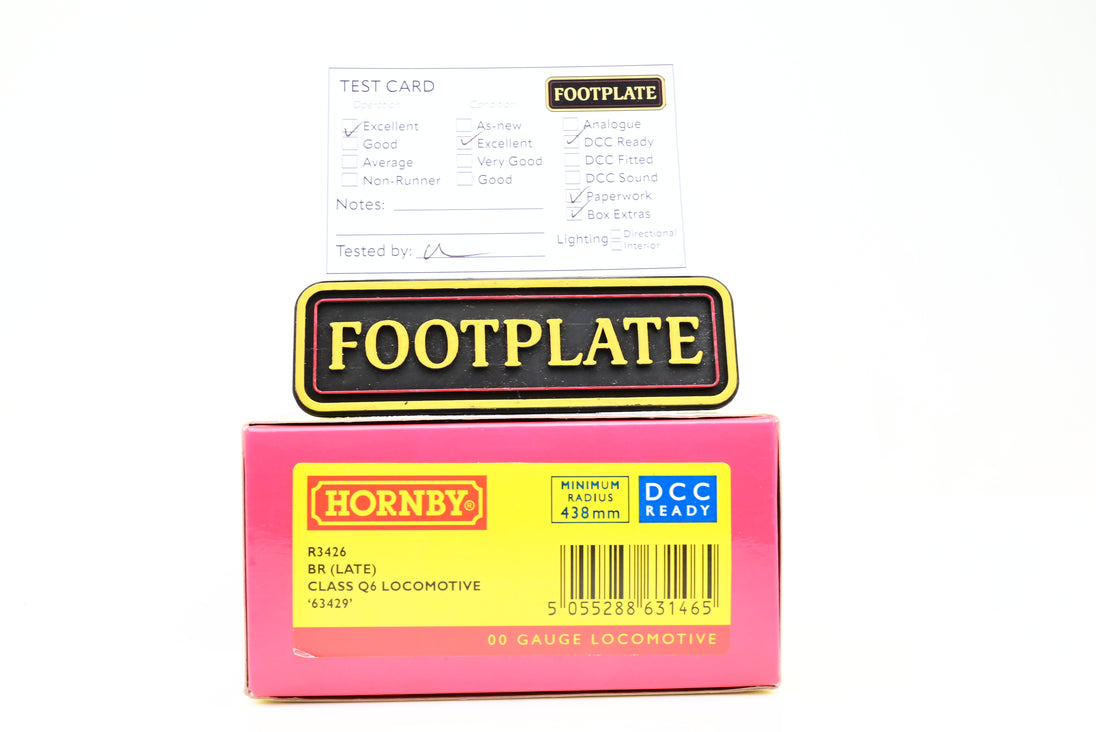 TEST CARD
FOOTPLATE
Operation
Condition
Excellent
Good
Average
Non-Runner
As-new
Excellent
Very Good
Good
Analogue
DCC Ready
DCC Fitted
DCC Sound
Paperwork
Box Extras
Notes:
Tested by:
Lighting
Directional
Interior
FOOTPLATE
HORNBY®
MINIMUM
RADIUS
438mm
DCC
READY
R3426
BR (LATE)
CLASS Q6 LOCOMOTIVE
'63429'
5 055288 631465
00 GAUGE LOCOMOTIVE